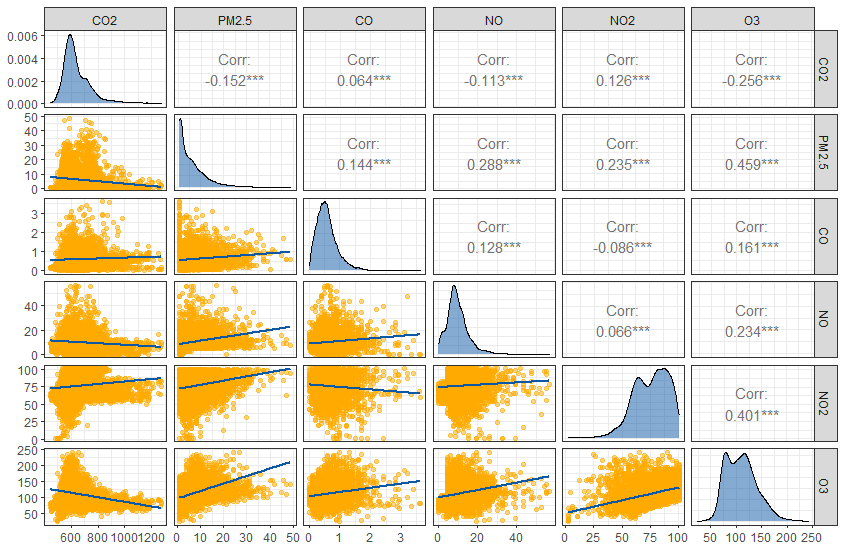 CO2 PM2.5 CO NO NO2 O3
0.006
0.004
0.002
0.000
Corr:
-0.152***
Corr:
0.064***
Corr:
-0.113***
Corr:
0.126***
Corr:
-0.256***
CO2
50
40
30
20
10
0
Corr:
0.144***
Corr:
0.288***
Corr:
0.235***
Corr:
0.459***
PM2.5
3
2
1
0
Corr:
0.128***
Corr:
-0.086***
Corr:
0.161***
CO
40
20
0
Corr:
0.066***
Corr:
0.234***
NO
100
75
50
25
0
Corr:
0.401***
NO2
250
200
150
100
50
O3
600 800 1000 1200 0 10 20 30 40 50 0 1 2 3 0 20 40 0 25 50 75 100 50 100 150 200 250